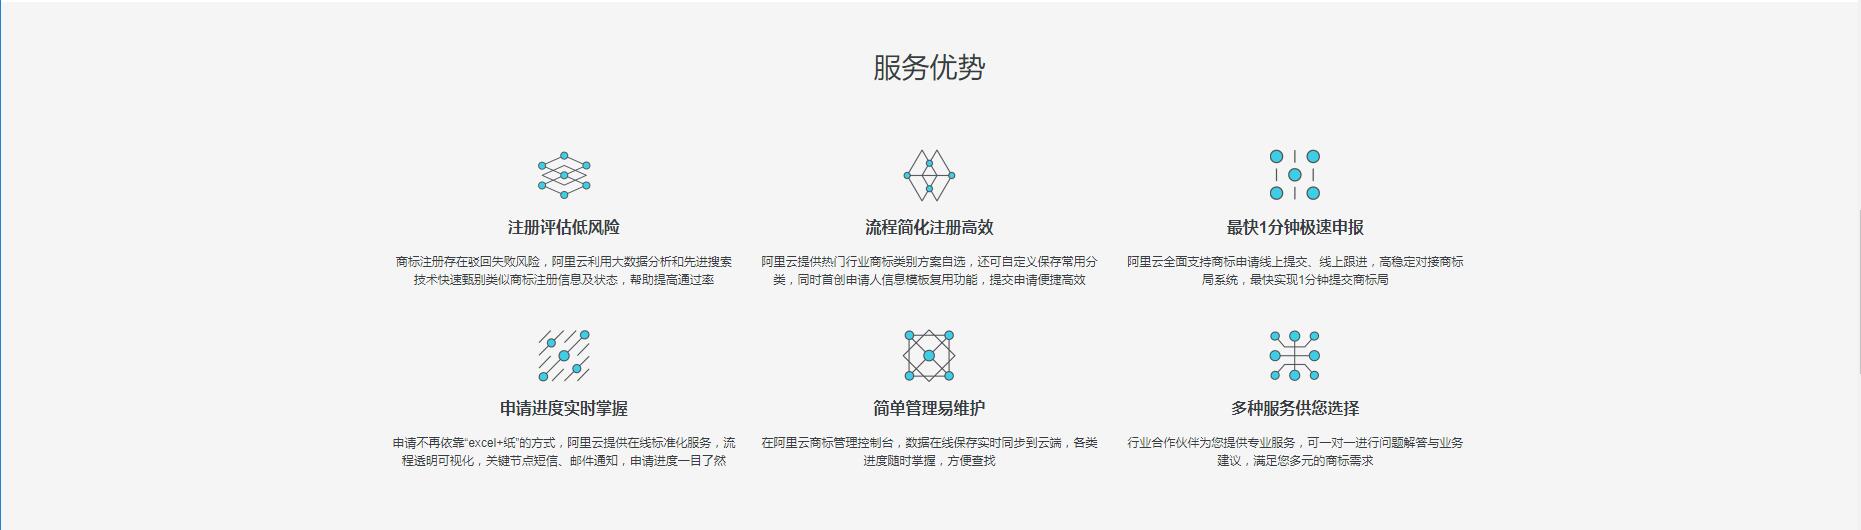 服务优势
注册评估低风险
商标注册存在驳回失败风险，阿里云利用大数据分析和先进搜索
技术快速甄别类似商标注册信息及状态，帮助提高通过率
流程简化注册高效
阿里云提供热门行业商标类别方案自选，还可自定义保存常用分
类，同时首创申请人信息模板复用功能，提交申请便捷高效
最快1分钟极速申报
阿里云全面支持商标申请线上提交、线上跟进，高稳定对接商标
局系统，最快实现1分钟提交商标局
申请进度实时掌握
申请不再依靠“excel+纸”的方式，阿里云提供在线标准化服务，流
程透明可视化，关键节点短信、邮件通知，申请进度一目了然
简单管理易维护
在阿里云商标管理控制台，数据在线保存实时同步到云端，各类
进度随时掌握，方便查找
多种服务供您选择
行业合作伙伴为您提供专业服务，可一对一进行问题解答与业务
建议，满足您多元的商标需求